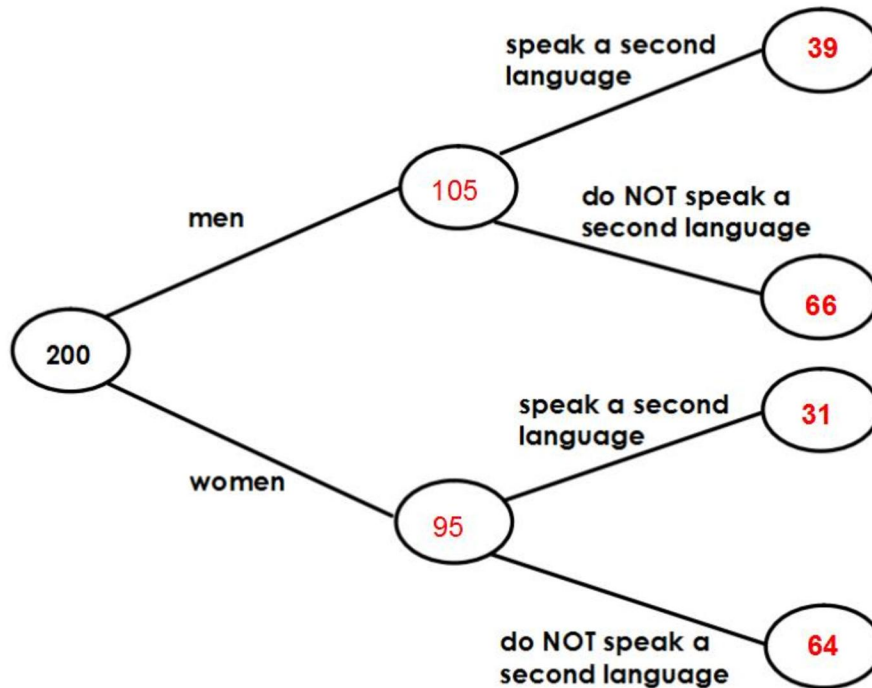 speak a second
language
39
105
do NOT speak a
second language
men
66
200
speak a second
language
31
women
95
do NOT speak a
second language
64